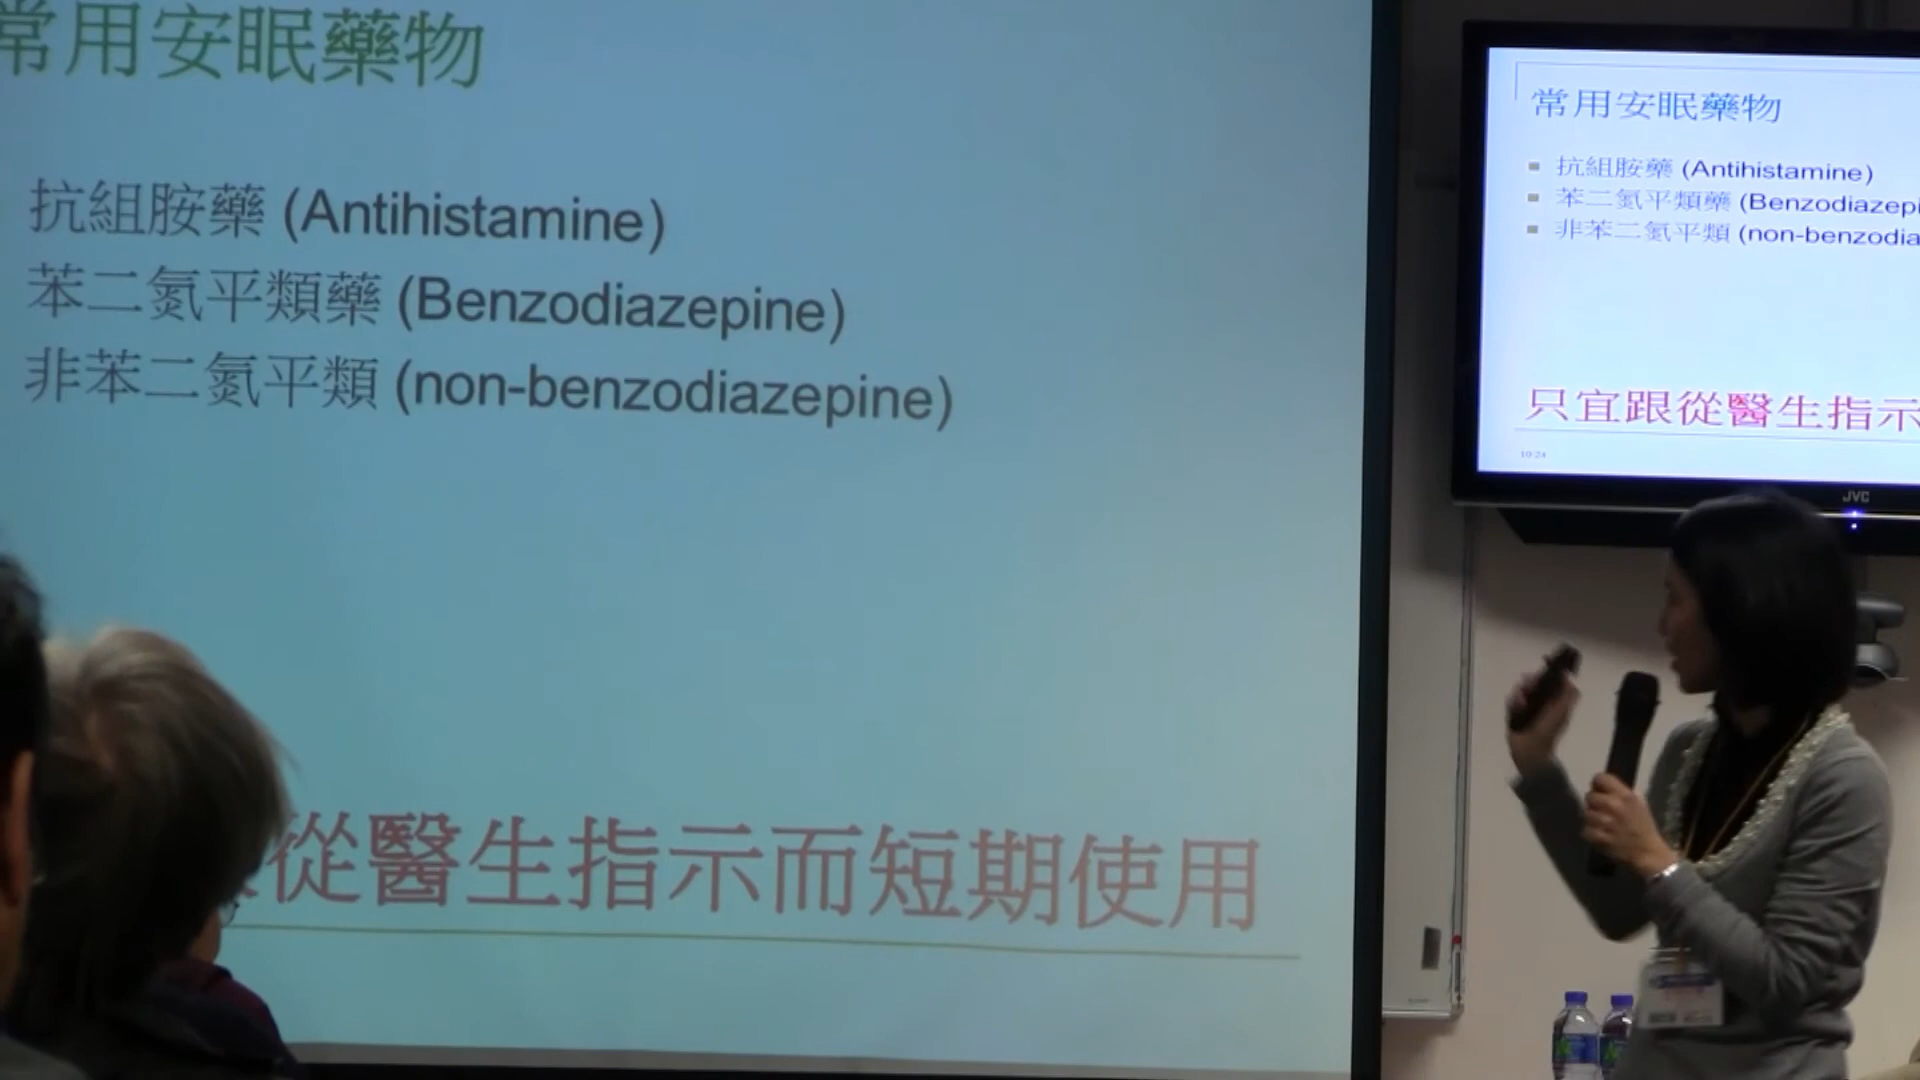 常用安眠藥物
抗組胺藥 (Antihistamine)
苯二氮平類藥 (Benzodiazepine)
非苯二氮平類 (non-benzodiazepine)
從醫生指示而短期使用
常用安眠藥物
抗組胺藥 (Antihistamine)
苯二氮平類藥 (Benzodiazepi
非苯二氮平類 (non-benzodia
只宜跟從醫生指示
10:24
JVC